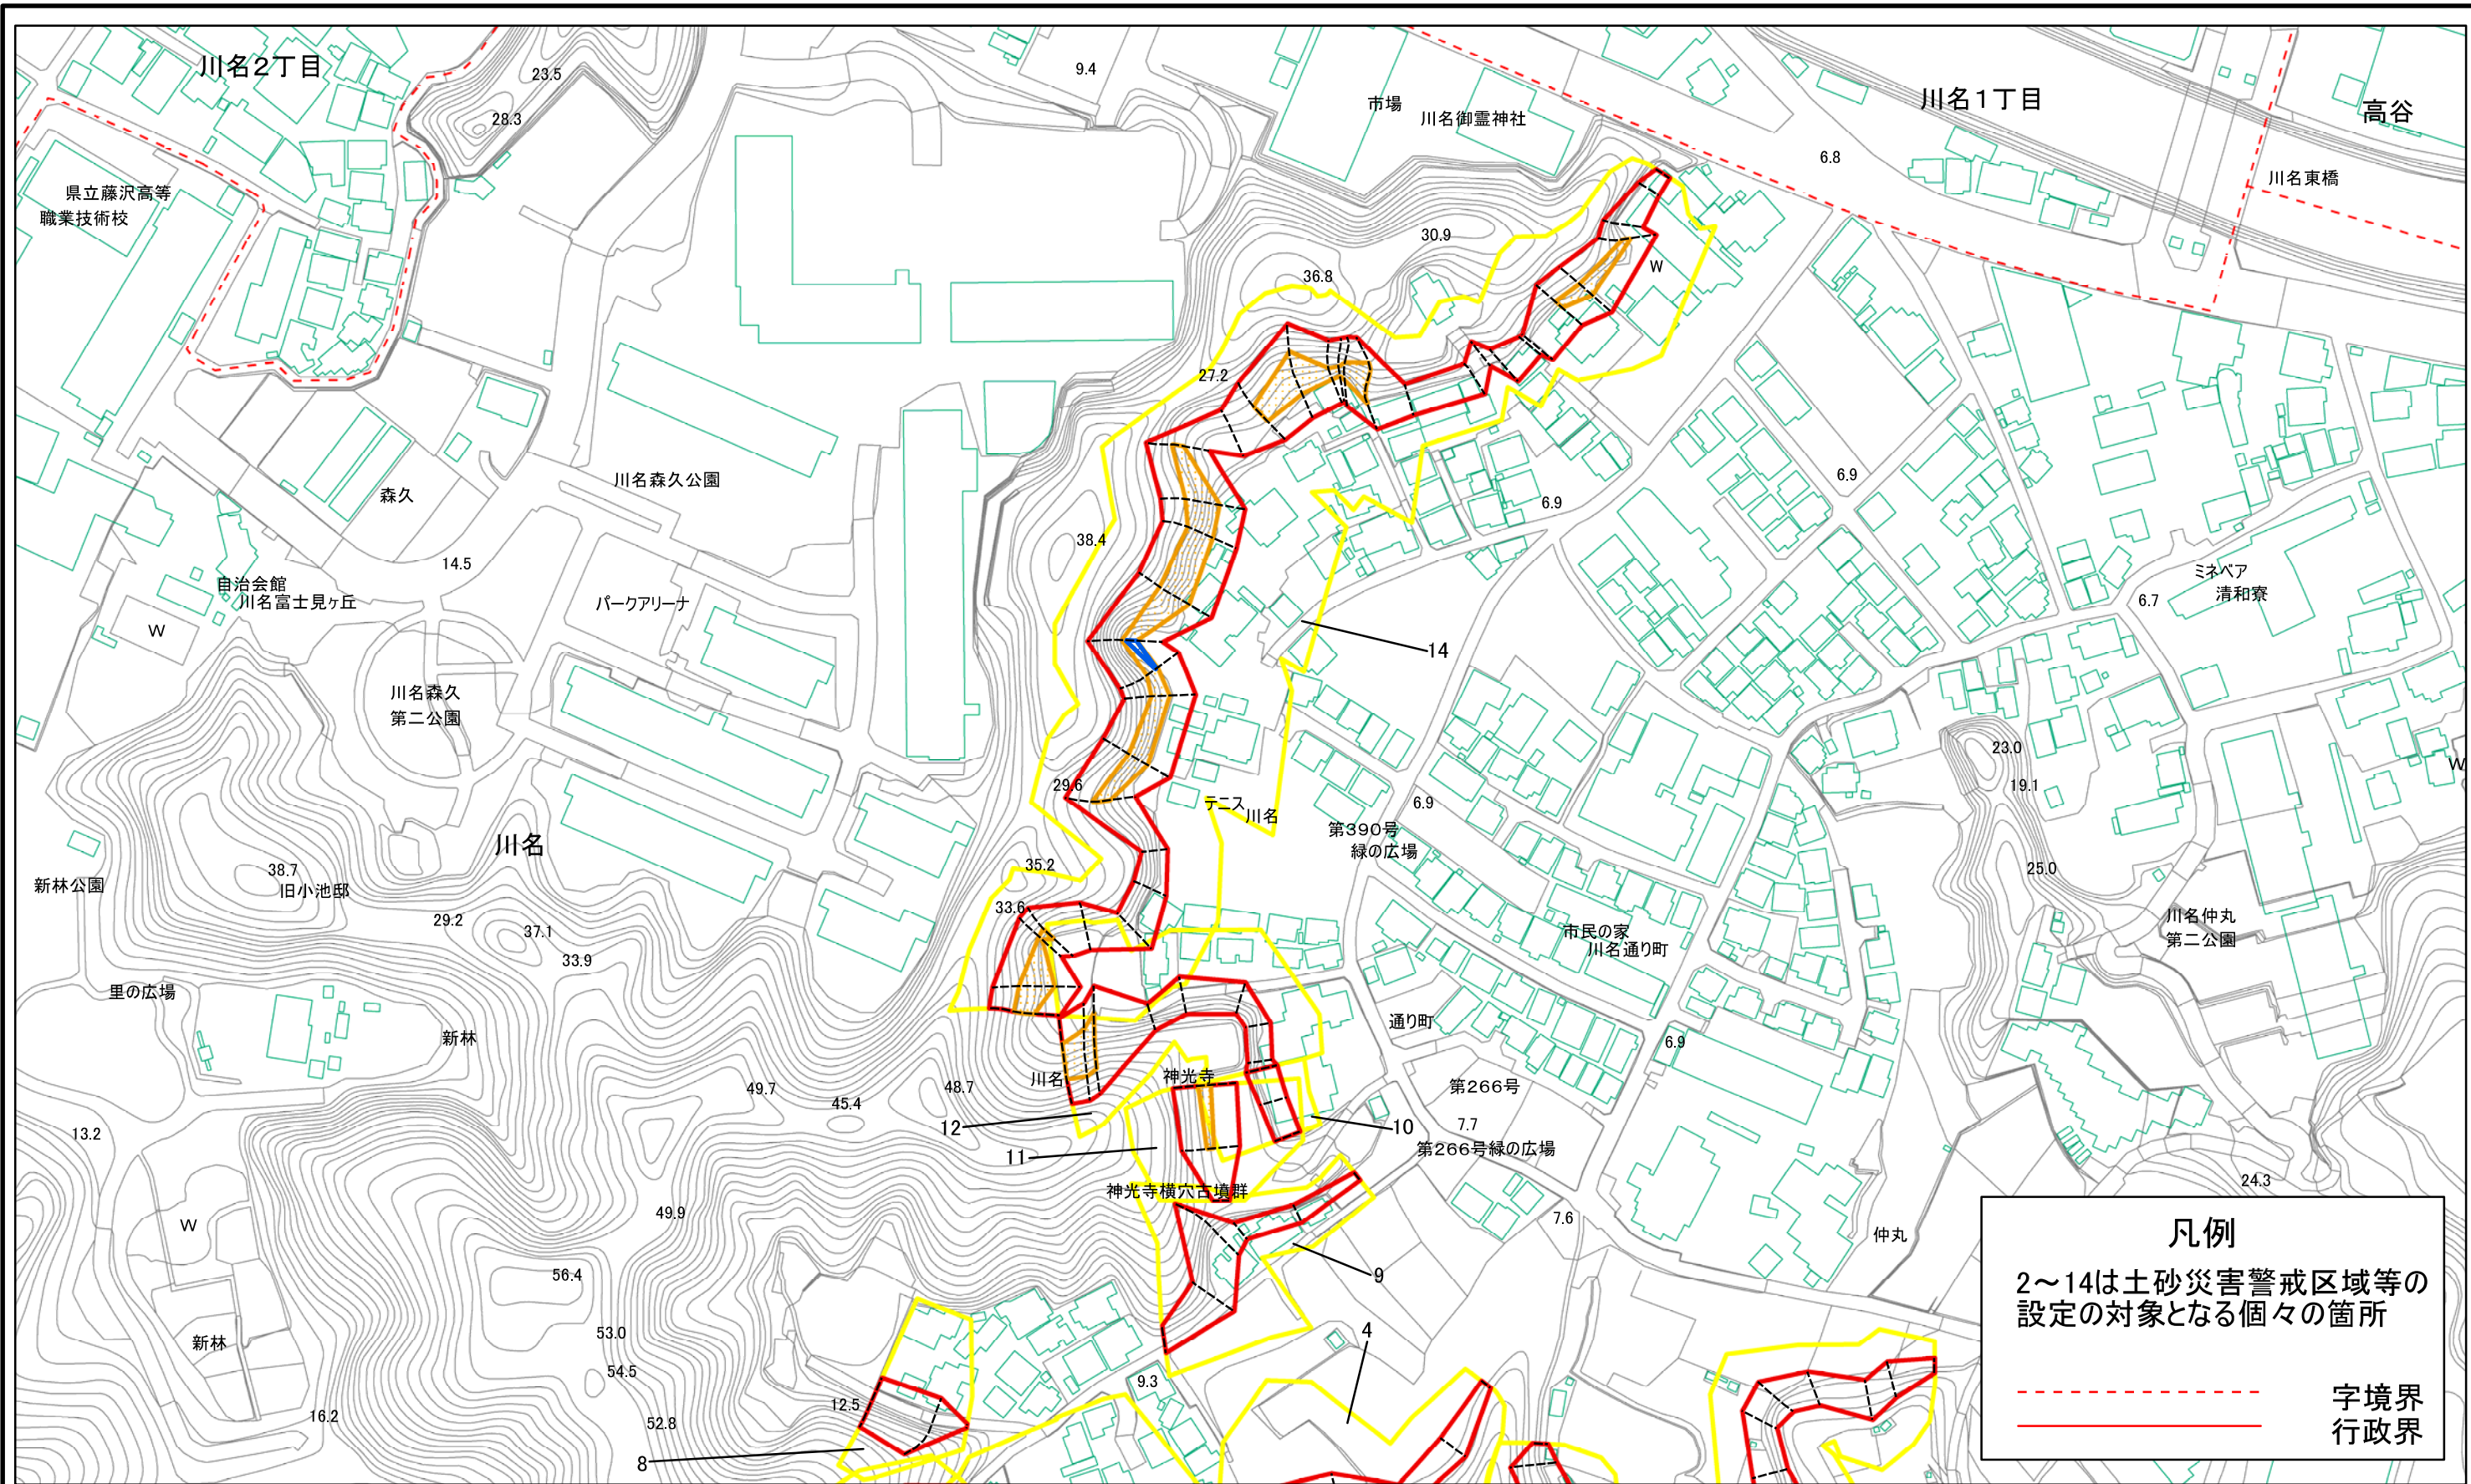 川名2丁目
23.5
28.3
9.4
市場
川名御霊神社
川名1丁目
高谷
6.8
川名東橋
県立藤沢高等
職業技術校
30.9
36.8
W
27.2
川名森久公園
森久
6.9
6.9
38.4
14.5
自治会館
川名富士見ヶ丘
パークアリーナ
W
ミネベア
清和寮
6.7
14
川名森久
第二公園
23.0
19.1
W
29.6
テニス
川名
6.9
第390号
緑の広場
川名
38.7
旧小池邸
新林公園
35.2
25.0
33.6
29.2
37.1
33.9
市民の家
川名通り町
川名仲丸
第二公園
里の広場
新林
通り町
6.9
川名
神光寺
49.7
48.7
45.4
第266号
7.7
第266号緑の広場
13.2
12
11
10
神光寺横穴古墳群
24.3
49.9
W
7.6
仲丸
9
56.4
53.0
新林
54.5
4
9.3
12.5
16.2
52.8
8
凡例
2～14は土砂災害警戒区域等の
設定の対象となる個々の箇所
字境界
行政界